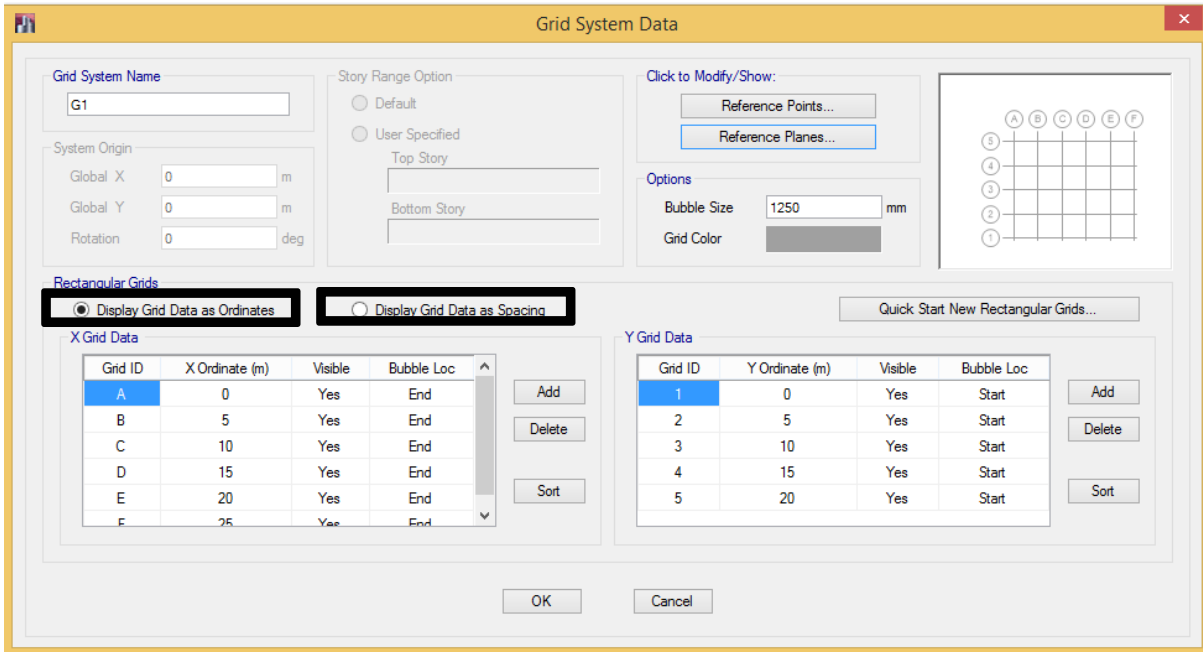 Grid System Data
Grid System Name
G1
System Origin
Global X 0 m
Global Y 0 m
Rotation 0 deg
Story Range Option
Default
User Specified
Top Story
Bottom Story
Click to Modify/Show:
Reference Points...
Reference Planes...
Options
Bubble Size 1250 mm
Grid Color
A B C D E F
5
4
3
2
1
Rectangular Grids
Display Grid Data as Ordinates Display Grid Data as Spacing Quick Start New Rectangular Grids...
X Grid Data
Grid ID X Ordinate (m) Visible Bubble Loc
A 0 Yes End
B 5 Yes End
C 10 Yes End
D 15 Yes End
E 20 Yes End
F 25 Yes End
Add
Delete
Sort
Y Grid Data
Grid ID Y Ordinate (m) Visible Bubble Loc
1 0 Yes Start
2 5 Yes Start
3 10 Yes Start
4 15 Yes Start
5 20 Yes Start
Add
Delete
Sort
OK Cancel